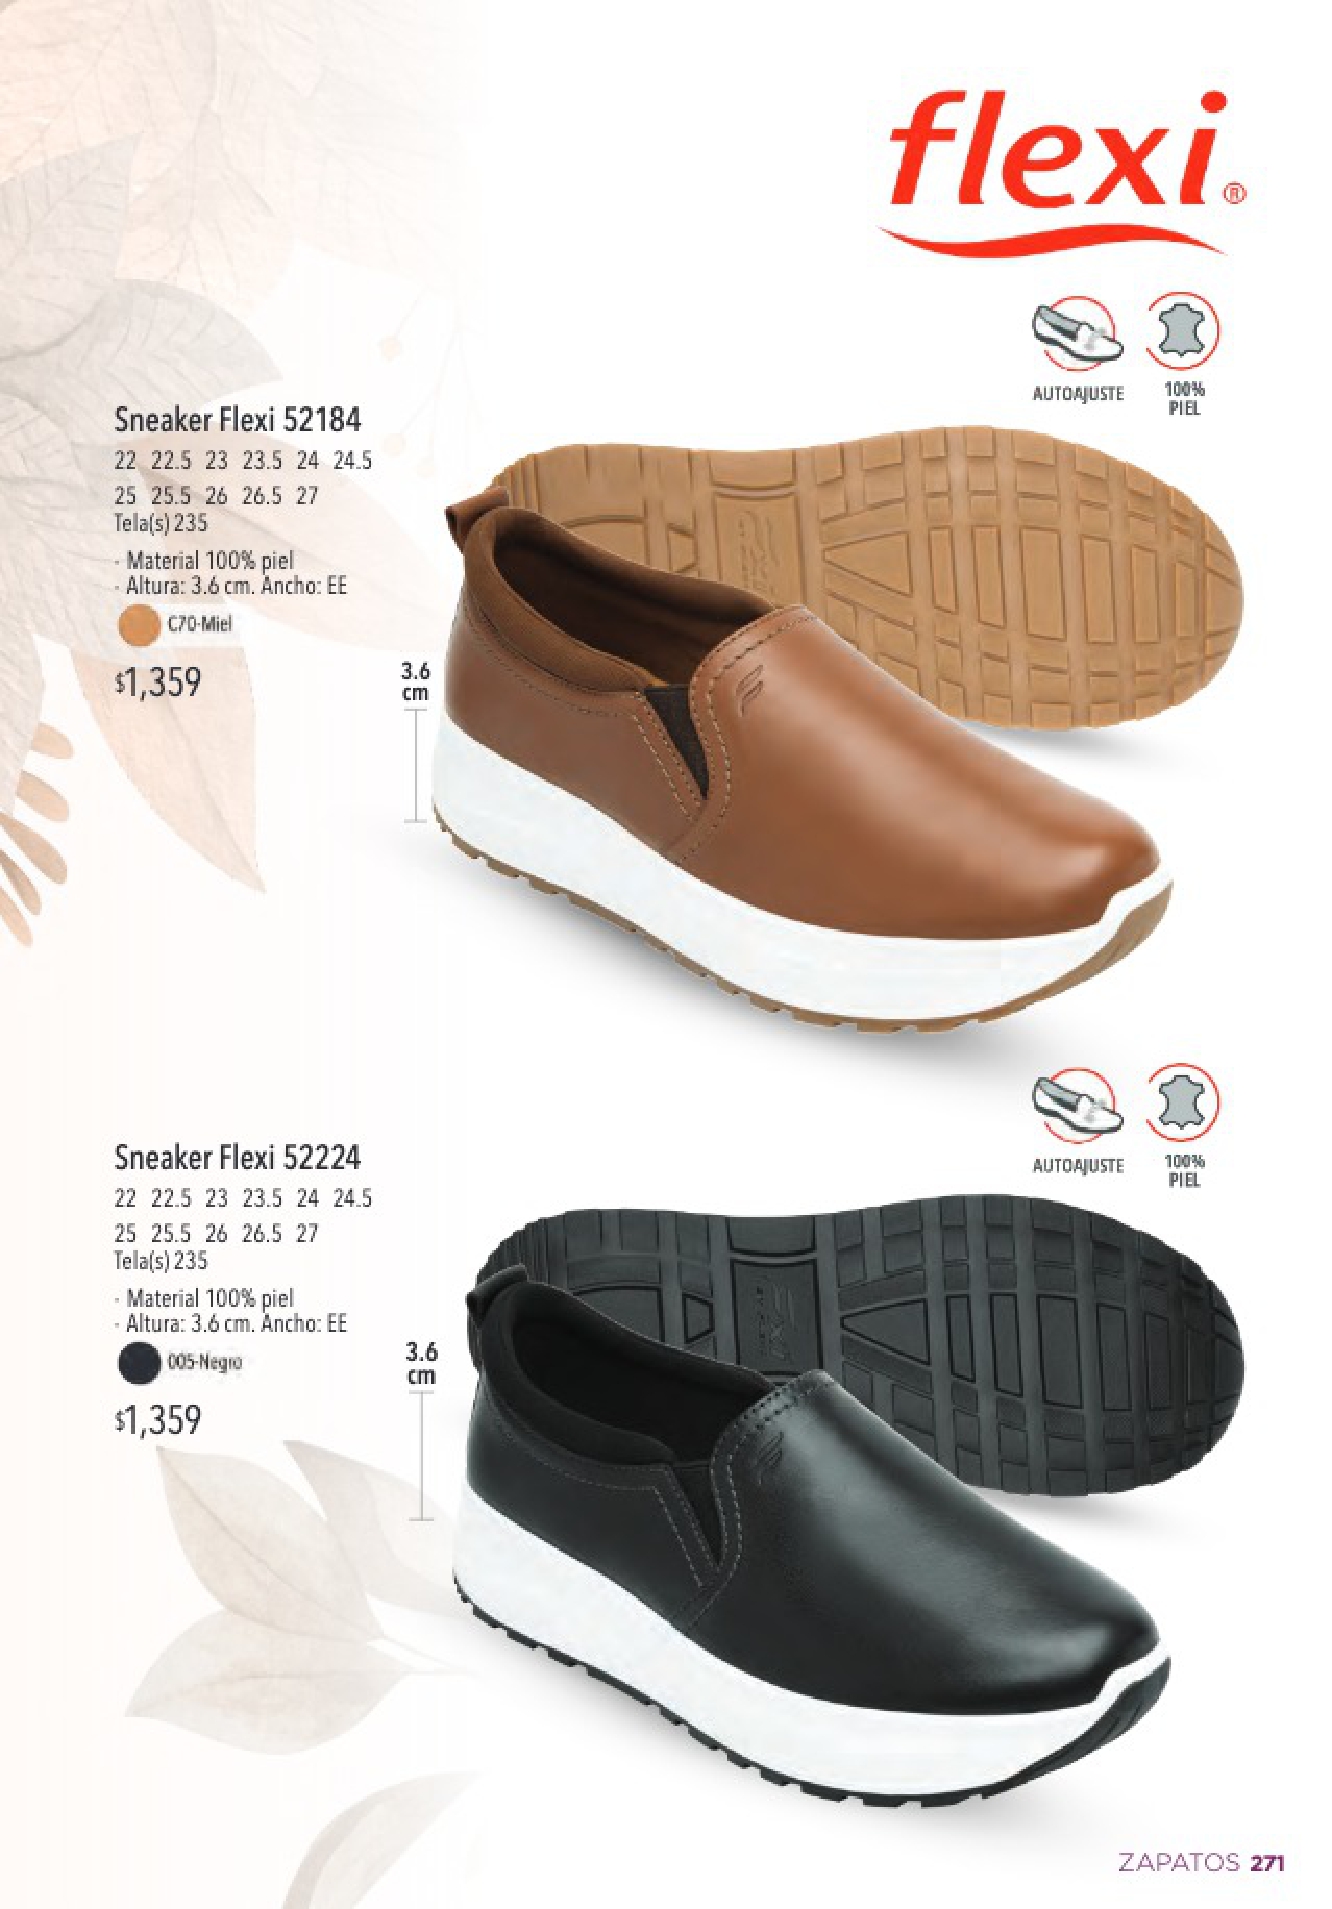 flexi®
AUTOAJUSTE
100%
PIEL
Sneaker Flexi 52184
22 22.5 23 23.5 24 24.5
25 25.5 26 26.5 27
Tela(s) 235
- Material 100% piel
- Altura: 3.6 cm. Ancho: EE
C70-Miel
$1,359
3.6
cm
AUTOAJUSTE
100%
PIEL
Sneaker Flexi 52224
22 22.5 23 23.5 24 24.5
25 25.5 26 26.5 27
Tela(s) 235
- Material 100% piel
- Altura: 3.6 cm. Ancho: EE
005-Negro
$1,359
3.6
cm
ZAPATOS 271